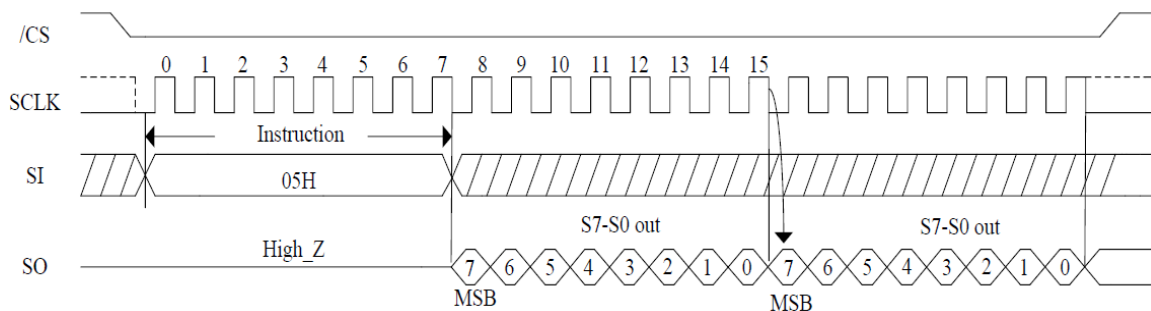 /CS
0 1 2 3 4 5 6 7 8 9 10 11 12 13 14 15
SCLK
Instruction
SI
05H
S7-S0 out
S7-S0 out
High_Z
SO
7 6 5 4 3 2 1 0 7 6 5 4 3 2 1 0
MSB
MSB